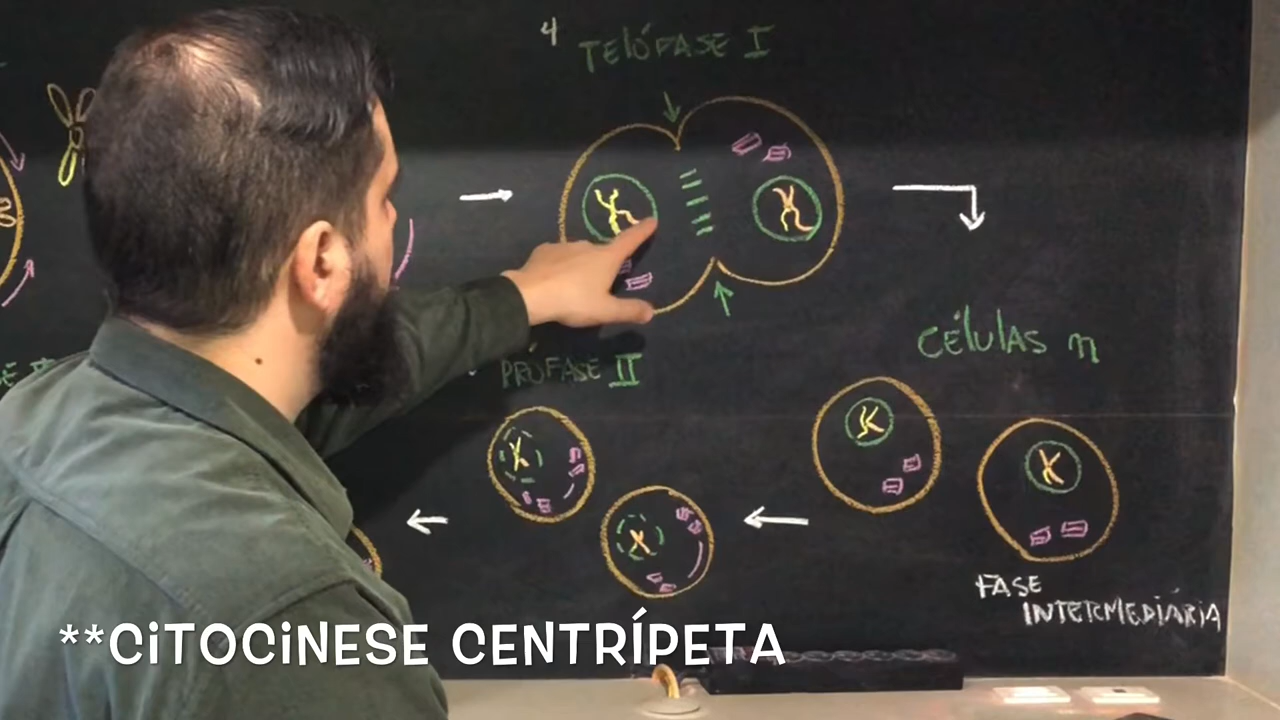 4
TELÓFASE I
CÉLULAS n
PRÓFASE II
FASE
INTERMEDIÁRIA
**CITOCINESE CENTRÍPETA